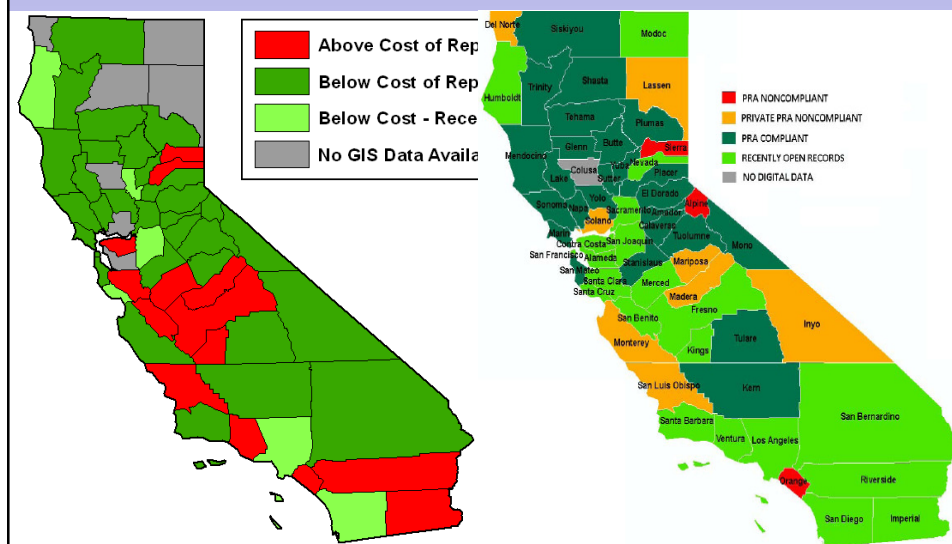 Above Cost of Rep
Below Cost of Rep
Below Cost - Rece
No GIS Data Availa
Del Norte
Siskiyou
Modoc
Humboldt
Trinity
Shasta
Lassen
Tehama
Plumas
Glenn
Butte
Mendocino
Colusa
Yuba
Nevada
Sierra
Lake
Sutter
Placer
Sonoma
Napa
Yolo
El Dorado
Sacramento
Amador
Alpine
Solano
Calaveras
Marin
Contra Costa
San Joaquin
Tuolumne
Mono
San Francisco
Alameda
Stanislaus
Mariposa
San Mateo
Santa Clara
Merced
Santa Cruz
Madera
San Benito
Fresno
Inyo
Monterey
Kings
Tulare
San Luis Obispo
Kern
San Bernardino
Santa Barbara
Ventura
Los Angeles
Orange
Riverside
San Diego
Imperial
PRA NONCOMPLIANT
PRIVATE PRA NONCOMPLIANT
PRA COMPLIANT
RECENTLY OPEN RECORDS
NO DIGITAL DATA